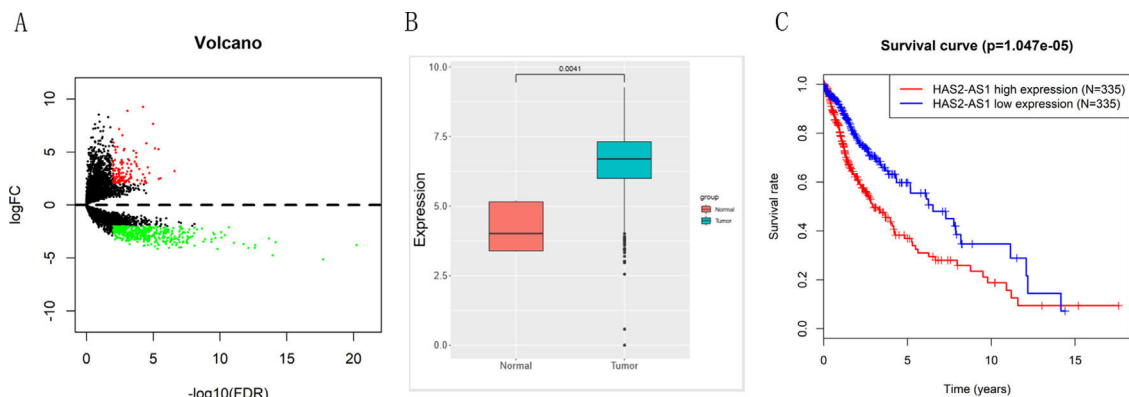 A
Volcano
logFC
10
5
0
-5
-10
0
5
10
15
20
-log10(FDR)
B
Expression
10.0
7.5
5.0
2.5
0.0
0.0041
Normal
Tumor
group
Normal
Tumor
C
Survival curve (p=1.047e-05)
HAS2-AS1 high expression (N=335)
HAS2-AS1 low expression (N=335)
Survival rate
1.0
0.8
0.6
0.4
0.2
0.0
0
5
10
15
Time (years)